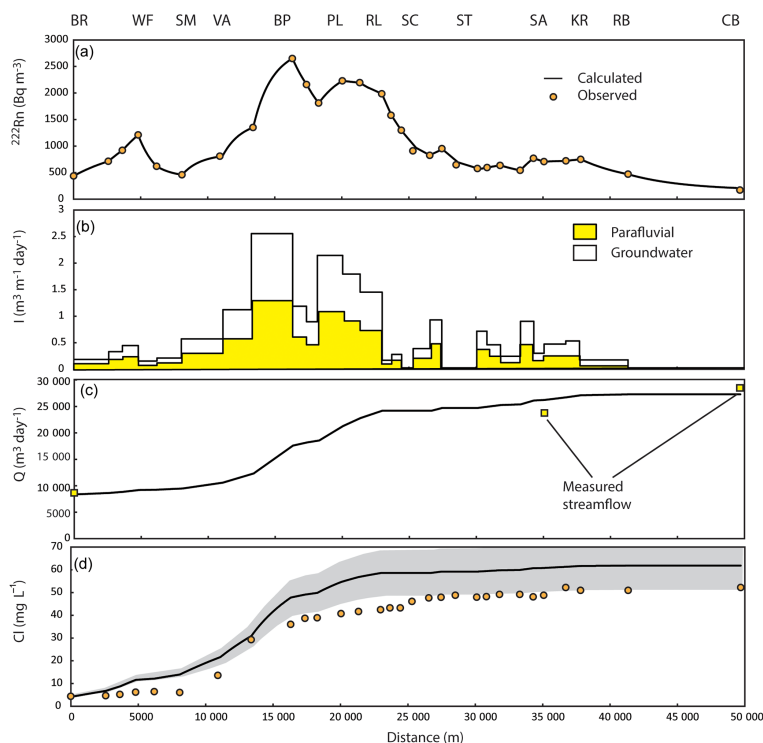 BR WF SM VA BP PL RL SC ST SA KR RB CB
(a)
3000
2500
2000
1500
1000
500
0
²²²Rn (Bq m⁻³)
Calculated
Observed
(b)
3
2.5
2
1.5
1
0.5
0
I (m³ m⁻¹ day⁻¹)
Parafluvial
Groundwater
(c)
30 000
25 000
20 000
15 000
10 000
5000
0
Q (m³ day⁻¹)
Measured
streamflow
(d)
70
60
50
40
30
20
10
0
Cl (mg L⁻¹)
0 5000 10 000 15 000 20 000 25 000 30 000 35 000 40 000 45 000 50 000
Distance (m)